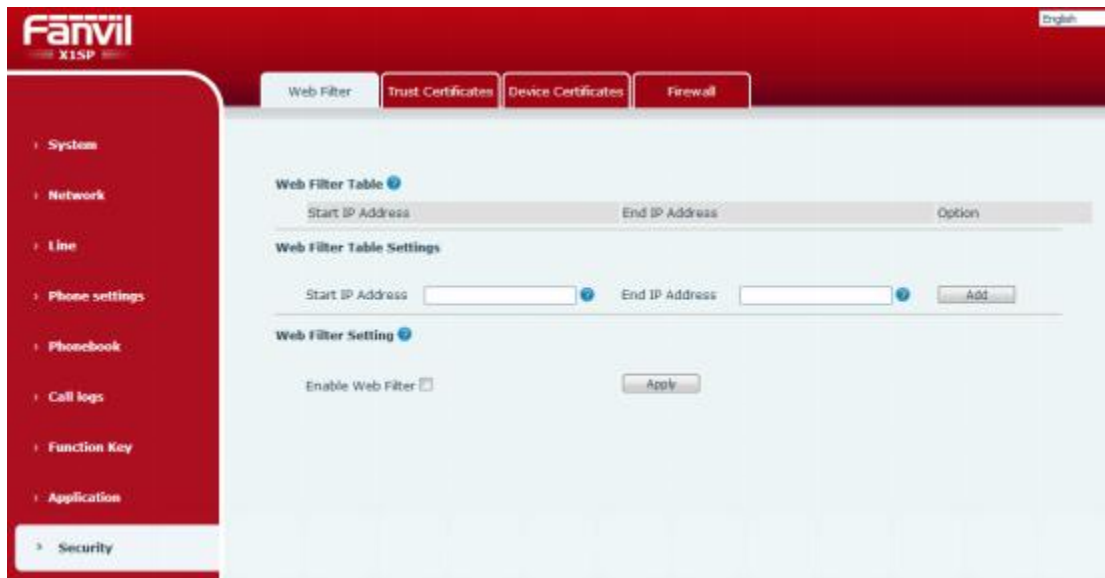 Fanvil
X1SP
English
Web Filter
Trust Certificates
Device Certificates
Firewall
System
Network
Line
Phone settings
Phonebook
Call logs
Function Key
Application
Security
Web Filter Table
Start IP Address End IP Address Option
Web Filter Table Settings
Start IP Address End IP Address Add
Web Filter Setting
Enable Web Filter Apply